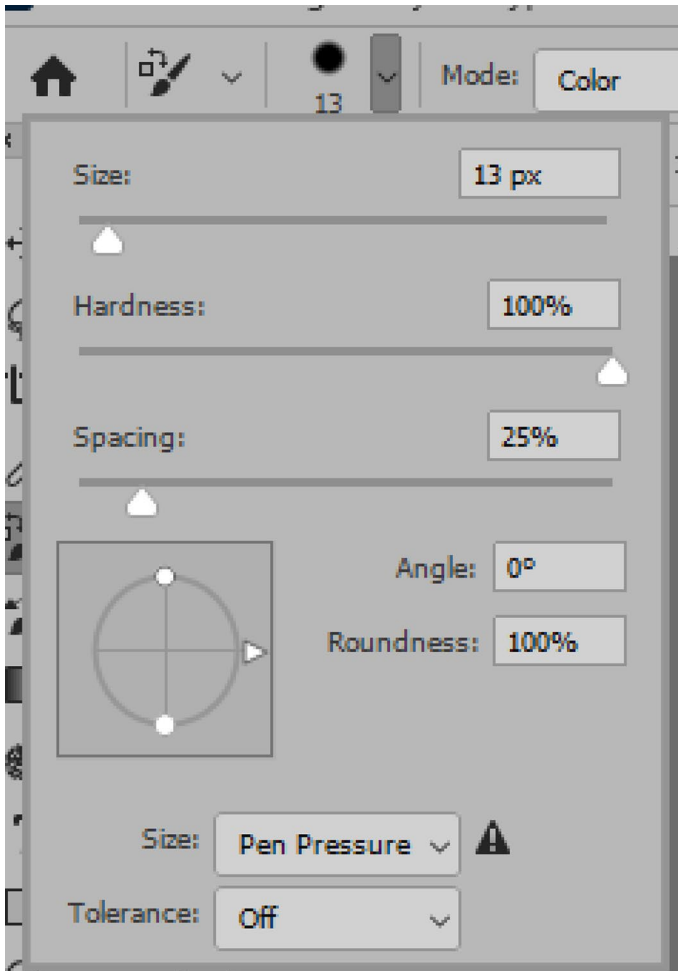 13
Mode: Color
Size: 13 px
Hardness: 100%
Spacing: 25%
Angle: 0°
Roundness: 100%
Size: Pen Pressure
Tolerance: Off